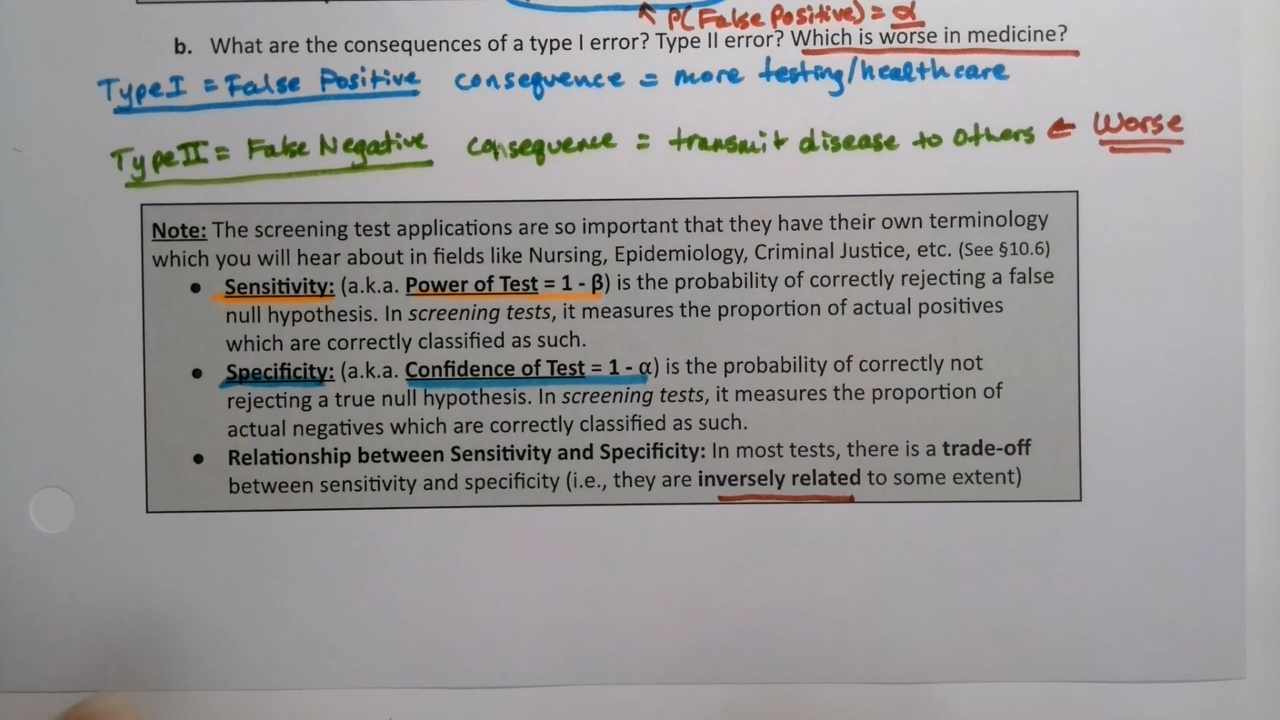 ↖ P(False Positive) = α
b. What are the consequences of a type I error? Type II error? Which is worse in medicine?
Type I = False Positive consequence = more testing/healthcare
Type II = False Negative consequence = transmit disease to others ← Worse
Note: The screening test applications are so important that they have their own terminology
which you will hear about in fields like Nursing, Epidemiology, Criminal Justice, etc. (See §10.6)
• Sensitivity: (a.k.a. Power of Test = 1 - β) is the probability of correctly rejecting a false
null hypothesis. In screening tests, it measures the proportion of actual positives
which are correctly classified as such.
• Specificity: (a.k.a. Confidence of Test = 1 - α) is the probability of correctly not
rejecting a true null hypothesis. In screening tests, it measures the proportion of
actual negatives which are correctly classified as such.
• Relationship between Sensitivity and Specificity: In most tests, there is a trade-off
between sensitivity and specificity (i.e., they are inversely related to some extent)